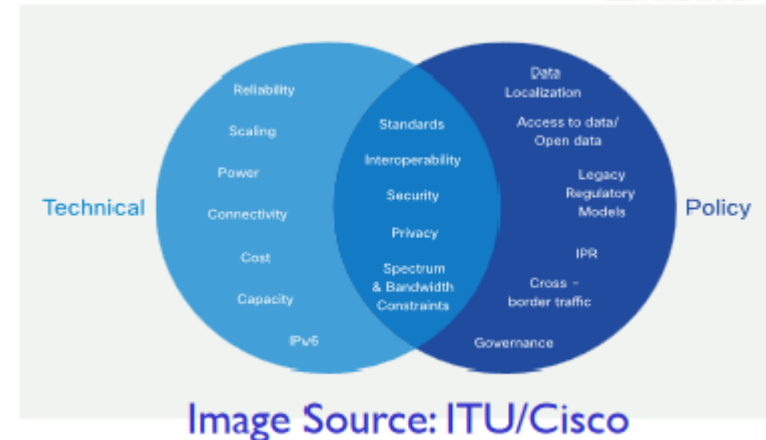 Technical
Reliability
Scaling
Power
Connectivity
Cost
Capacity
IPv6
Standards
Interoperability
Security
Privacy
Spectrum
& Bandwidth
Constraints
Data
Localization
Access to data/
Open data
Legacy
Regulatory
Models
IPR
Cross –
border traffic
Governance
Policy
Image Source: ITU/Cisco